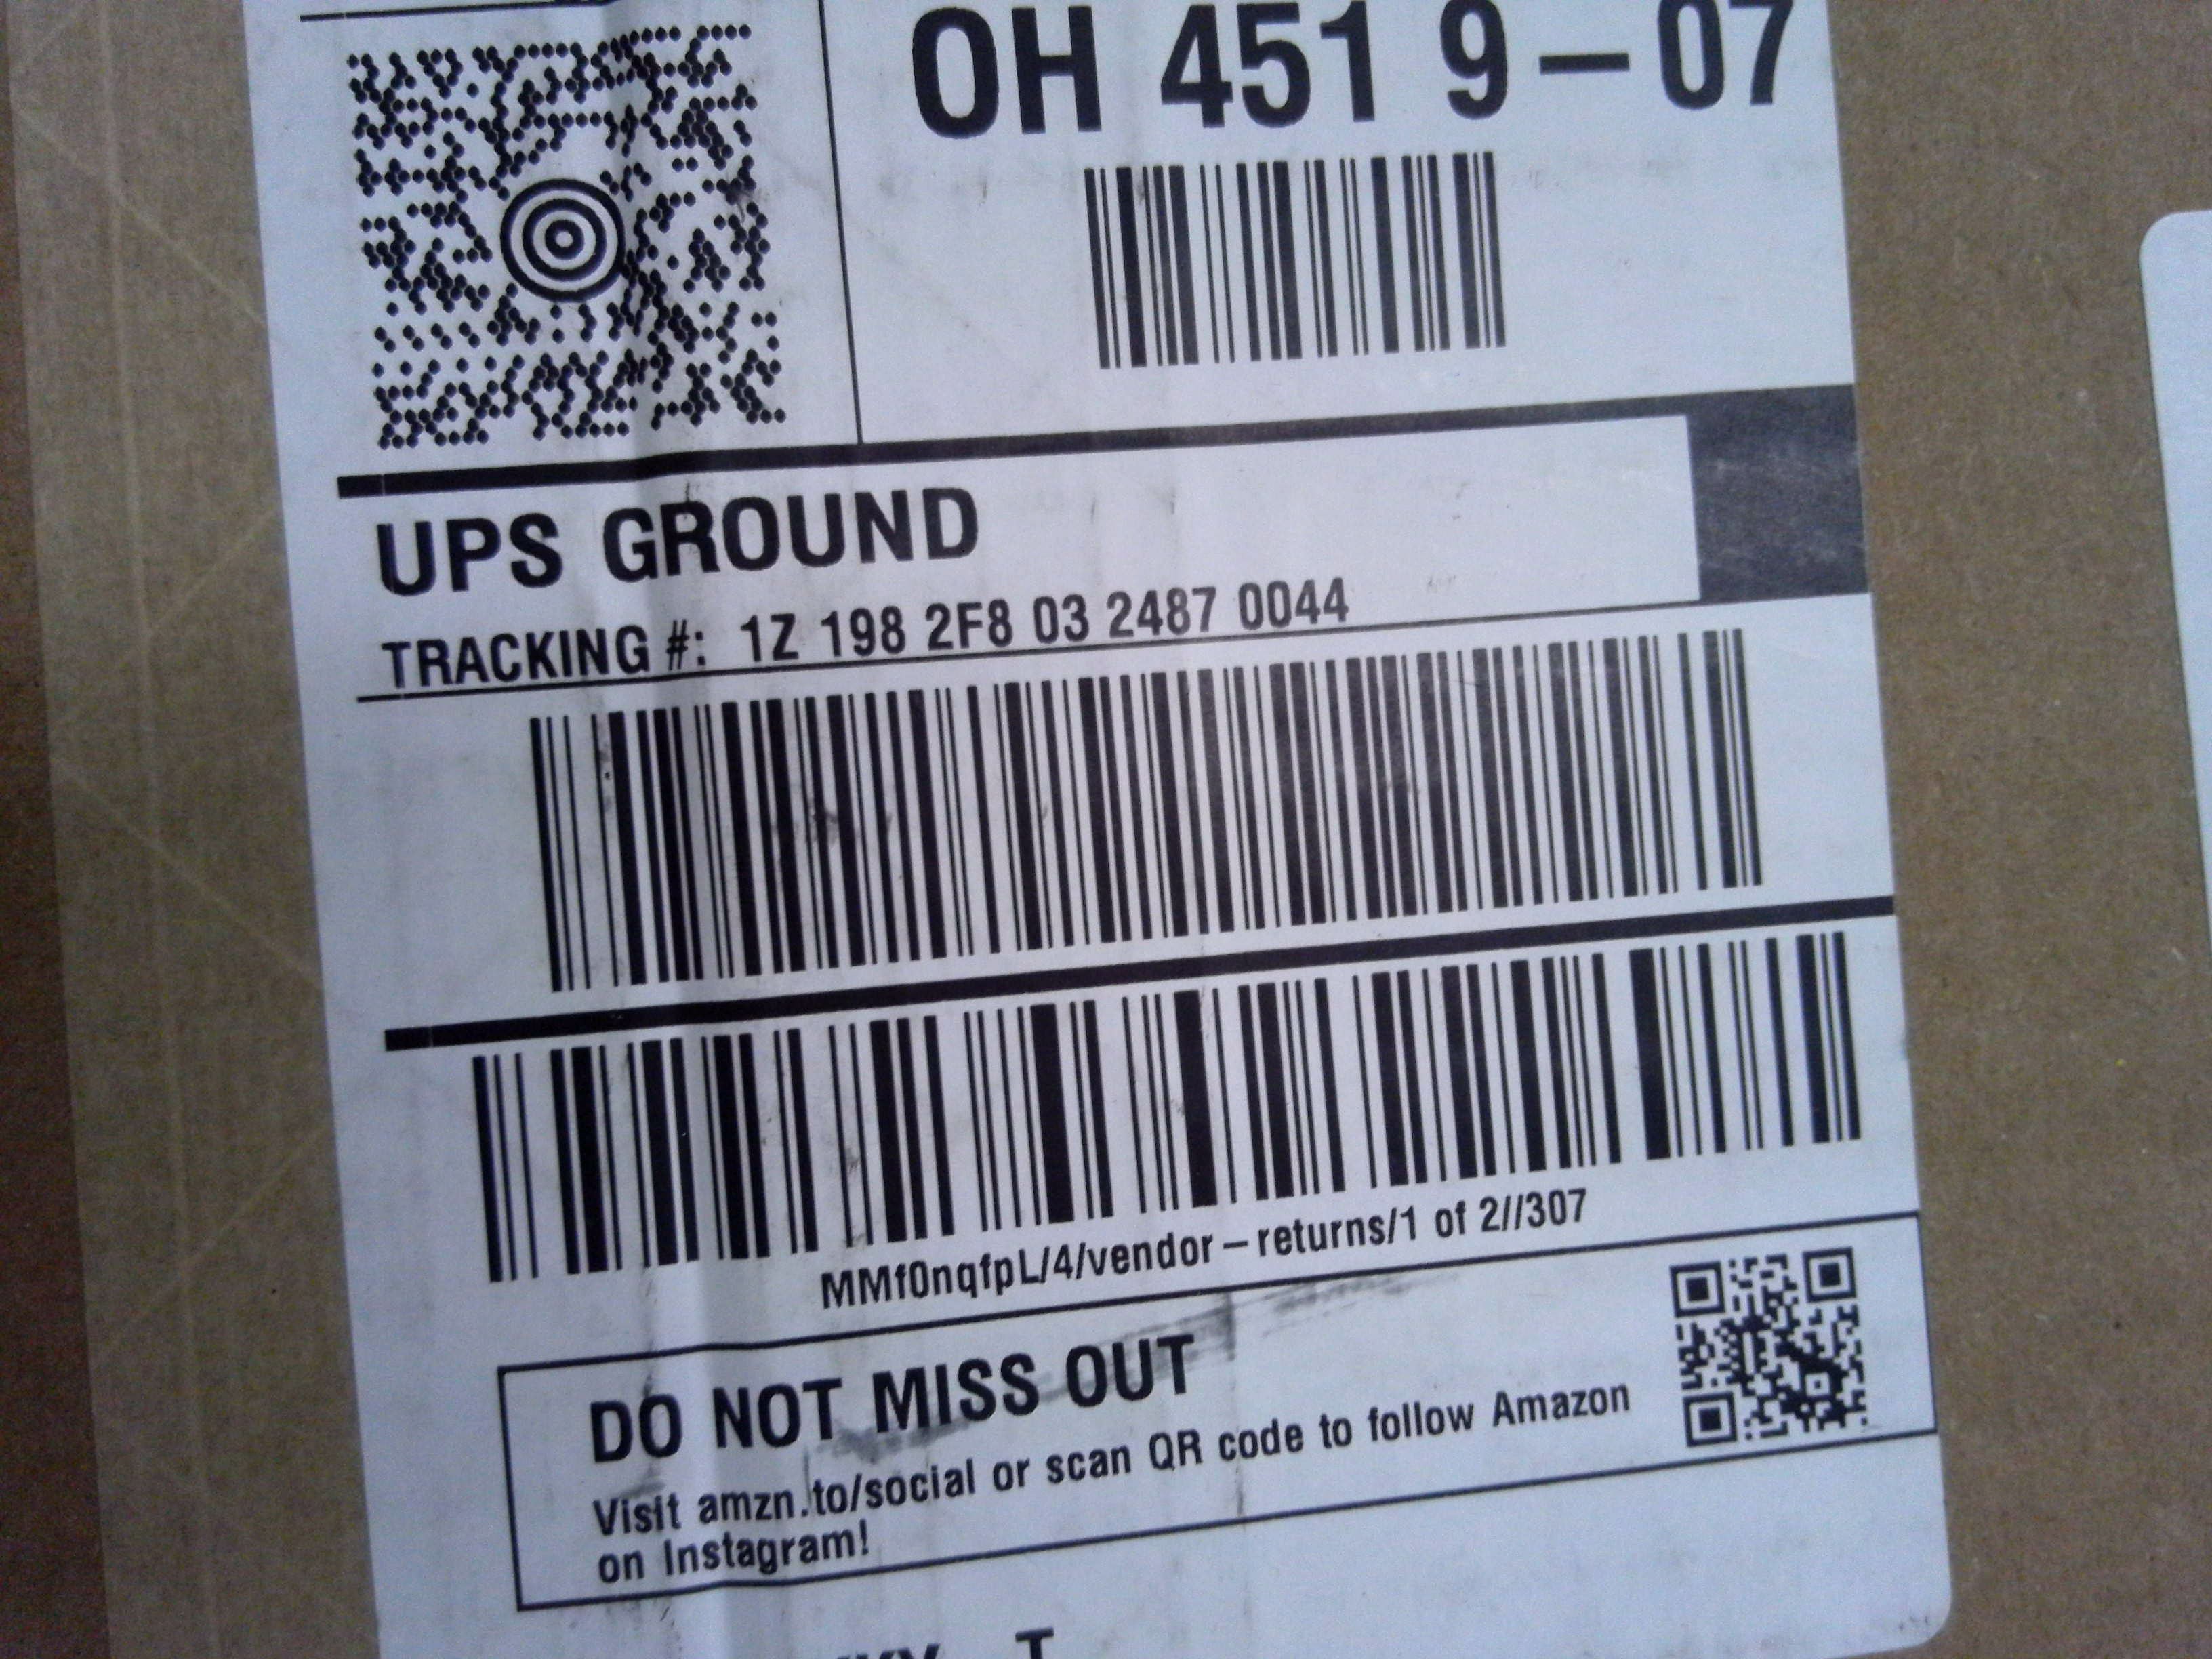 OH 451 9-07
UPS GROUND
TRACKING #: 1Z 198 2F8 03 2487 0044
MMf0nqfpL/4/vendor-returns/1 of 2//307
DO NOT MISS OUT
Visit amzn.to/social or scan QR code to follow Amazon
on Instagram!